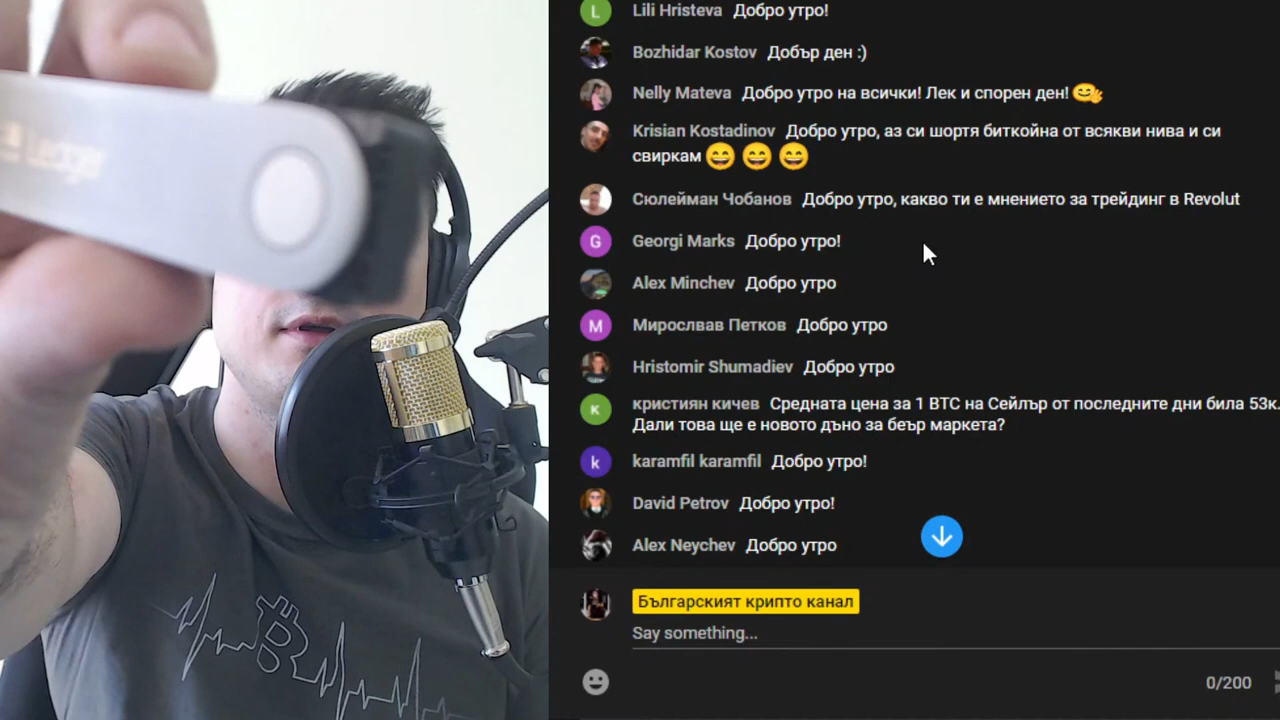 Ledger
Lili Hristeva Добро утро!
Bozhidar Kostov Добър ден :)
Nelly Mateva Добро утро на всички! Лек и спорен ден!
Krisian Kostadinov Добро утро, аз си шортя биткойна от всякви нива и си
свиркам
Сюлейман Чобанов Добро утро, какво ти е мнението за трейдинг в Revolut
G Georgi Marks Добро утро!
Alex Minchev Добро утро
M Мирослвав Петков Добро утро
Hristomir Shumadiev Добро утро
K кристиян кичев Средната цена за 1 BTC на Сейлър от последните дни била 53к.
Дали това ще е новото дъно за беър маркета?
k karamfil karamfil Добро утро!
David Petrov Добро утро!
Alex Neychev Добро утро
Българският крипто канал
Say something...
0/200